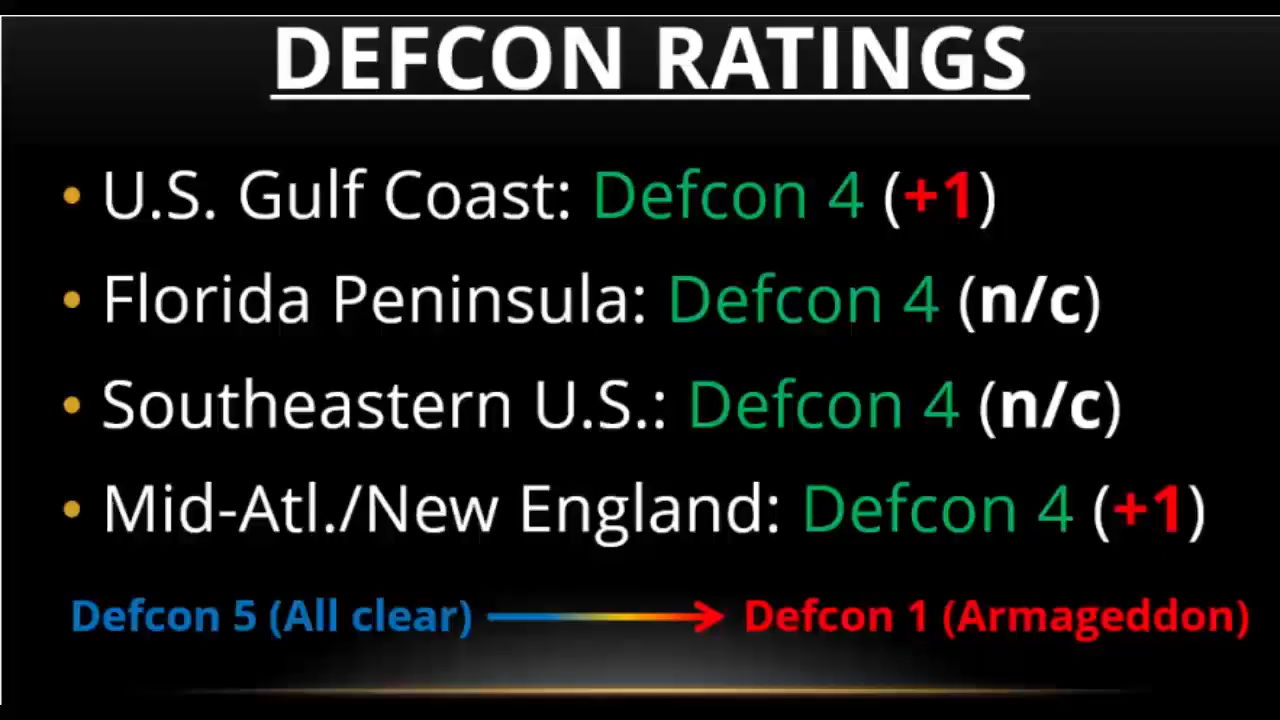 DEFCON RATINGS
• U.S. Gulf Coast: Defcon 4 (+1)
• Florida Peninsula: Defcon 4 (n/c)
• Southeastern U.S.: Defcon 4 (n/c)
• Mid-Atl./New England: Defcon 4 (+1)
Defcon 5 (All clear) → Defcon 1 (Armageddon)